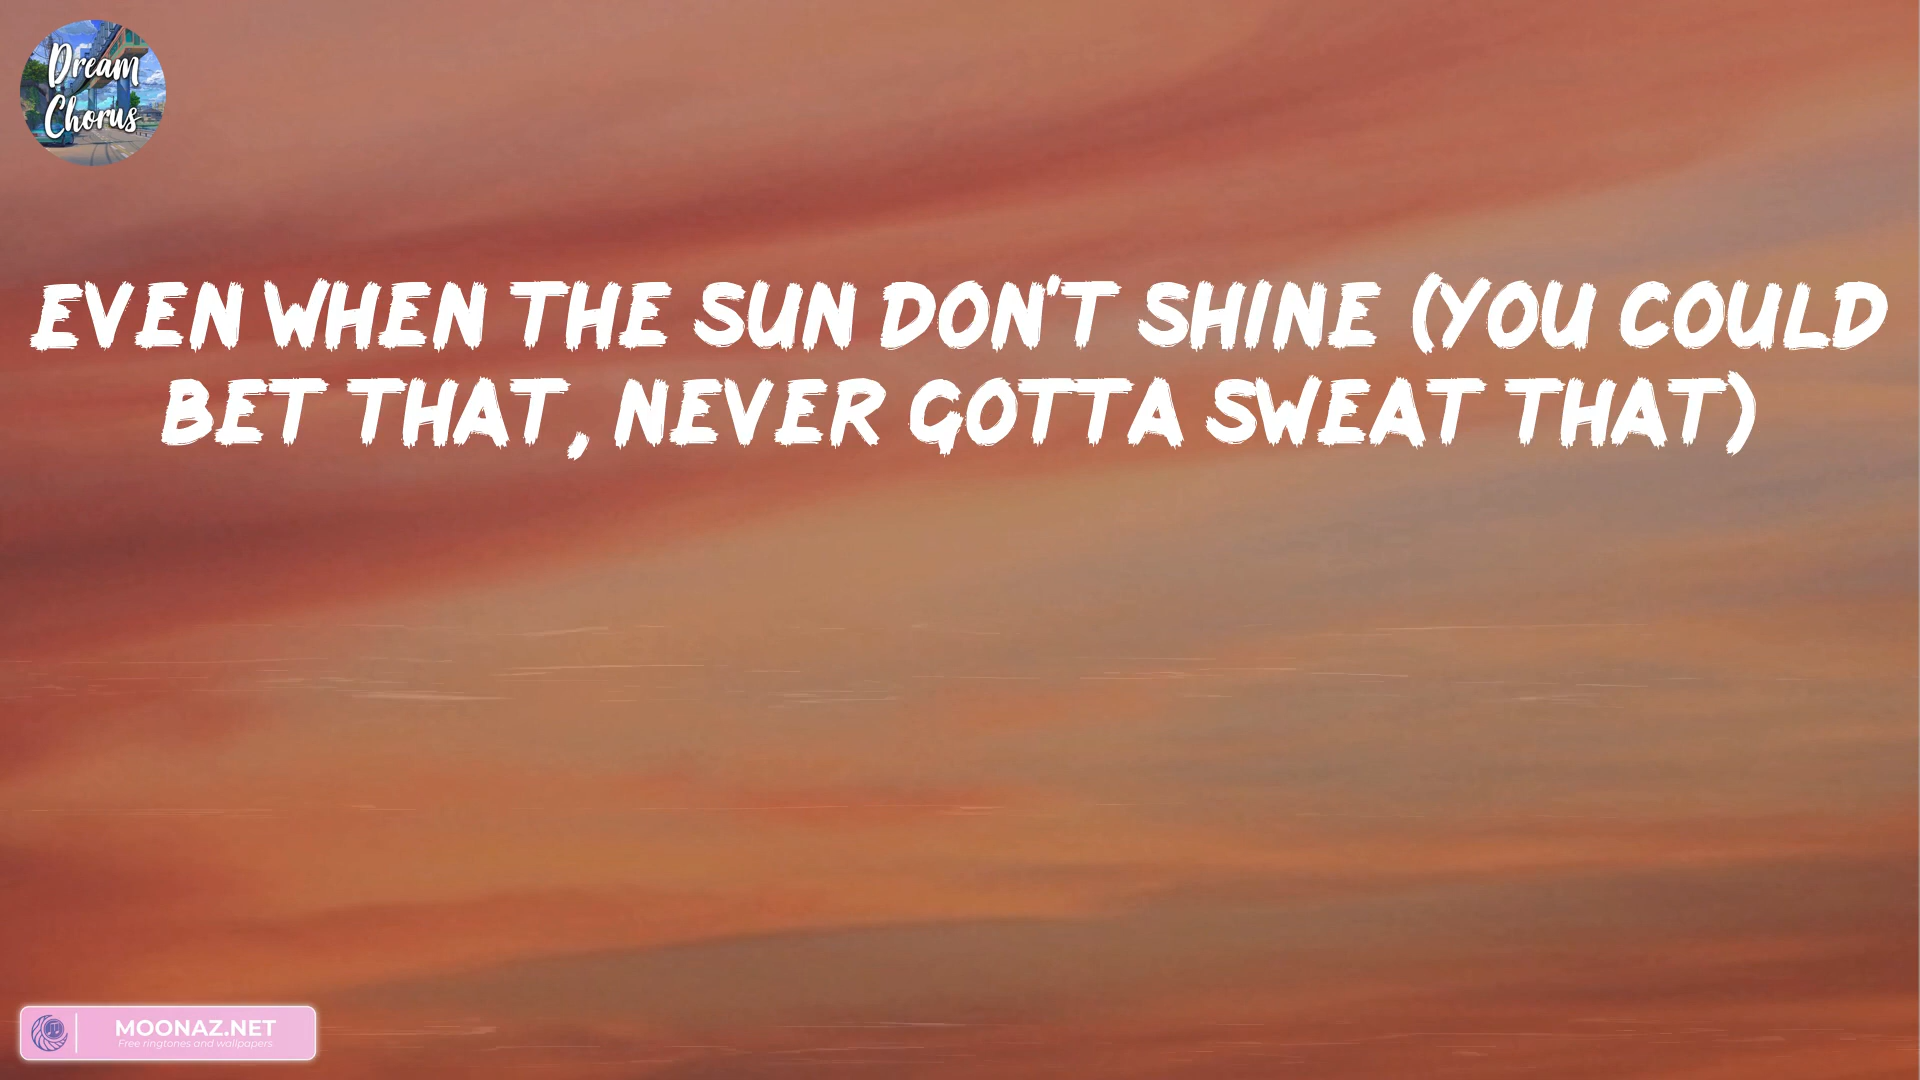 Dream
Chorus
EVEN WHEN THE SUN DON'T SHINE (YOU COULD
BET THAT, NEVER GOTTA SWEAT THAT)
MOONAZ.NET
Free ringtones and wallpapers